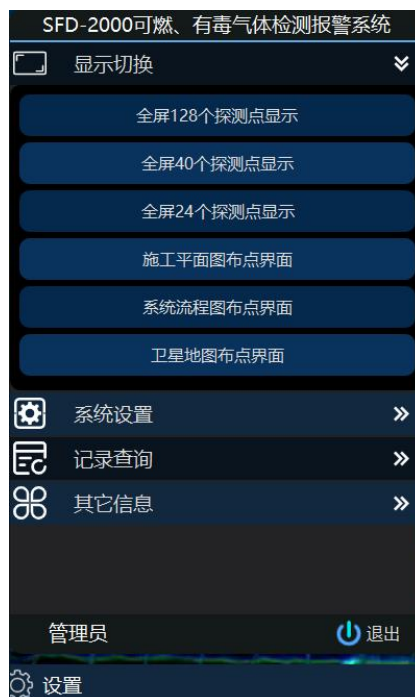 SFD-2000可燃、有毒气体检测报警系统
显示切换
全屏128个探测点显示
全屏40个探测点显示
全屏24个探测点显示
施工平面图布点界面
系统流程图布点界面
卫星地图布点界面
系统设置
记录查询
其它信息
管理员 退出
设置